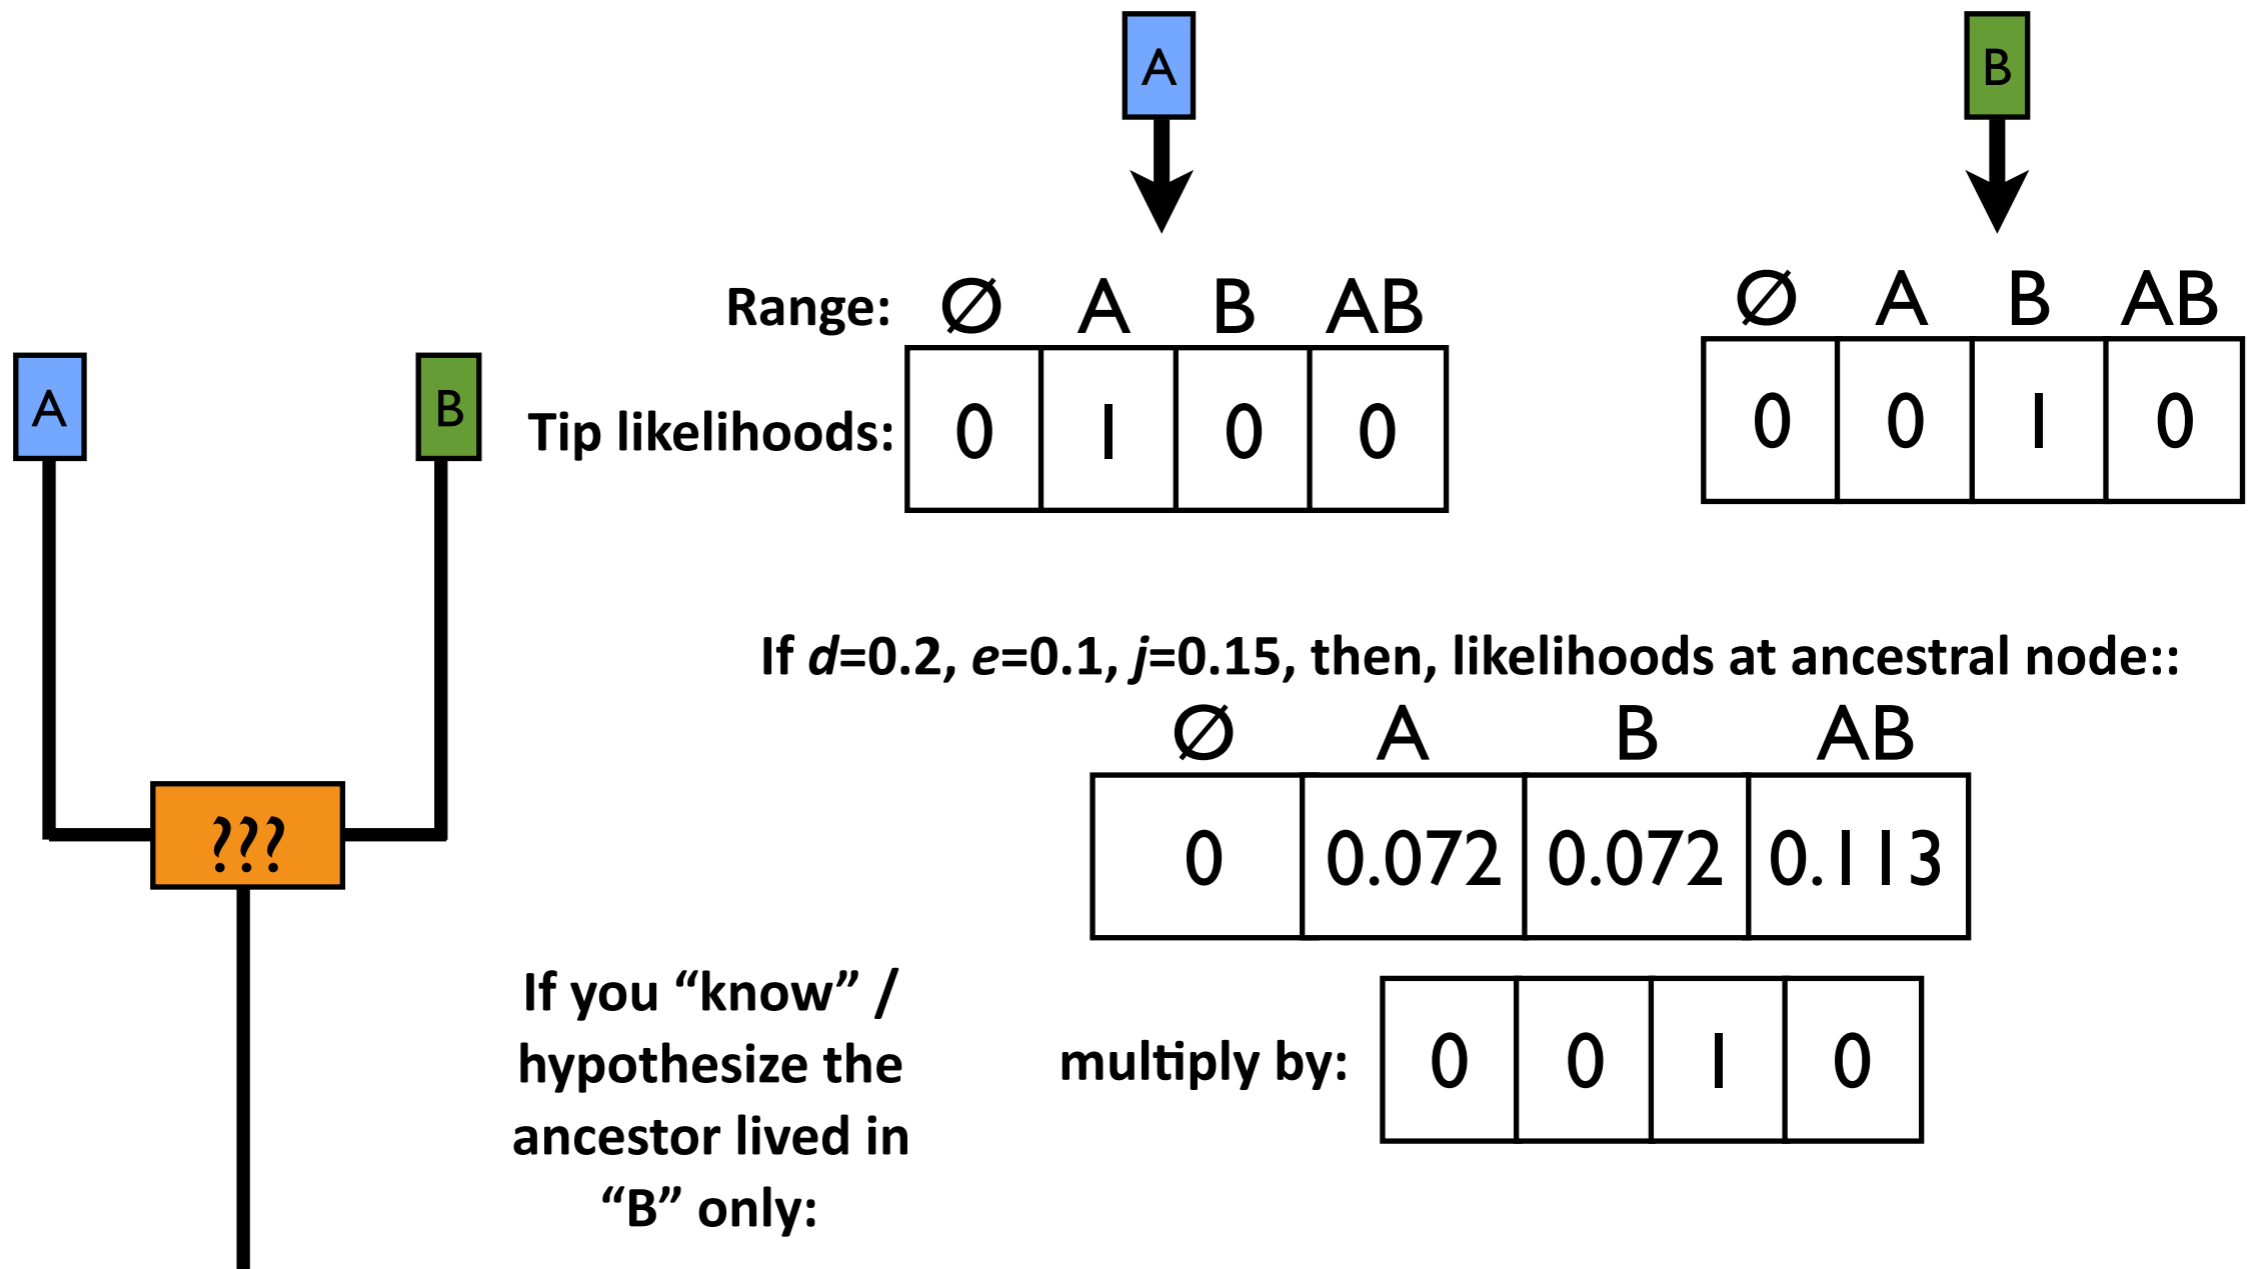 A
B
Range: Ø A B AB
Ø A B AB
A
B
Tip likelihoods: 0 1 0 0
0 0 1 0
If d=0.2, e=0.1, j=0.15, then, likelihoods at ancestral node::
Ø A B AB
???
0 0.072 0.072 0.113
If you “know” /
hypothesize the
ancestor lived in
“B” only:
multiply by: 0 0 1 0